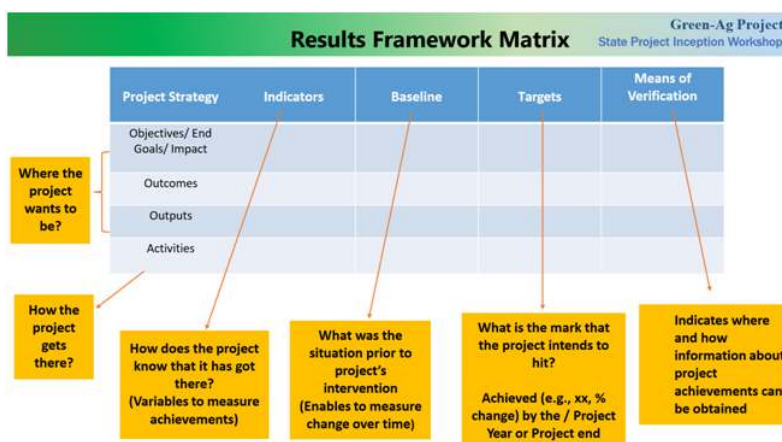 Green-Ag Project
Results Framework Matrix
State Project Inception Workshop
Project Strategy
Indicators
Baseline
Targets
Means of
Verification
Objectives/ End
Goals/ Impact
Outcomes
Outputs
Activities
Where the
project
wants to
be?
How the
project
gets
there?
How does the
project
know that it has got
there?
(Variables to measure
achievements)
What was the
situation prior to
project's
intervention
(Enables to measure
change over time)
What is the mark that
the project intends to
hit?
Achieved (e.g., xx, %
change) by the / Project
Year or Project end
Indicates where
and how
information about
project
achievements can
be obtained